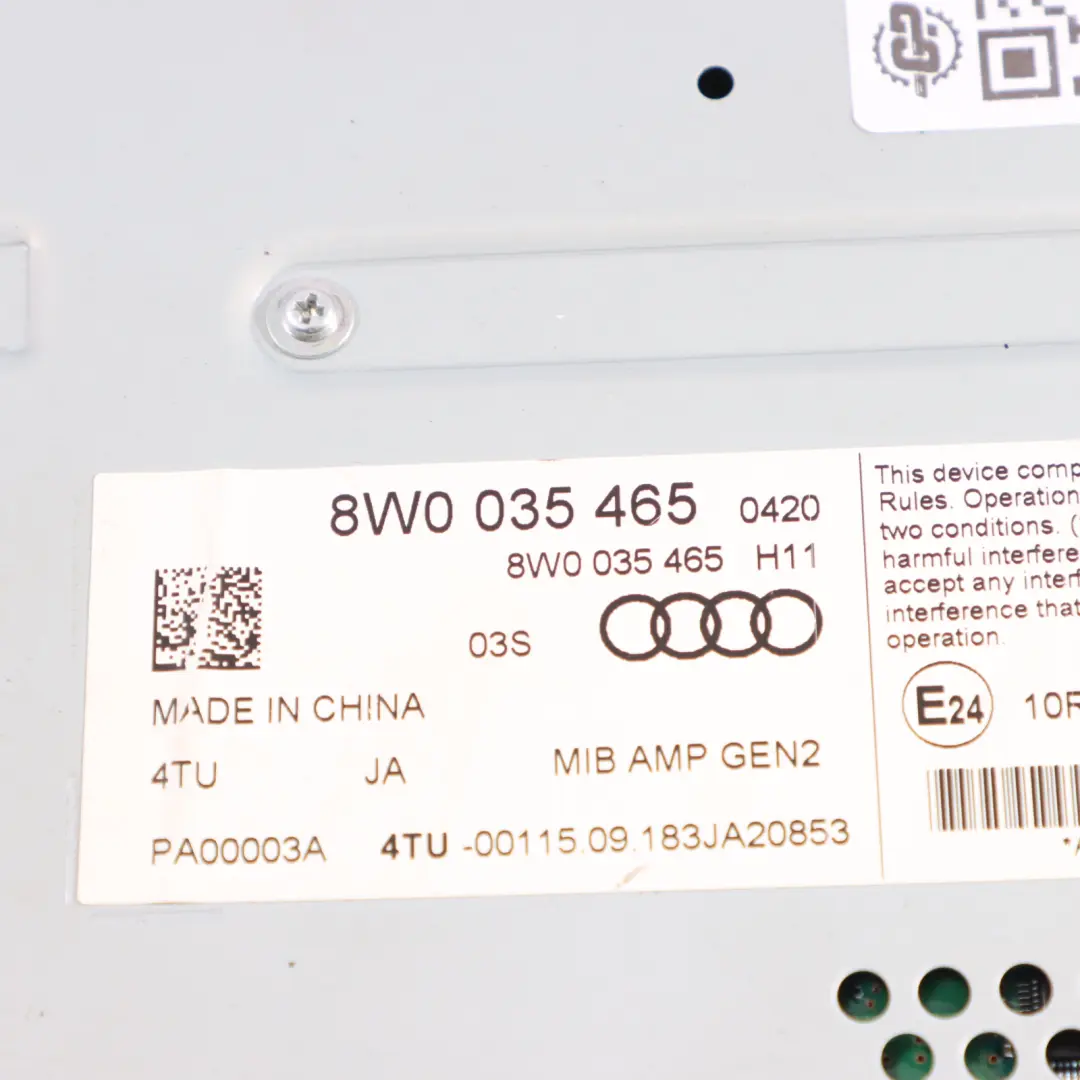 8W0 035 465 0420
8W0 035 465 H11
03S
MADE IN CHINA
4TU JA MIB AMP GEN2
PA00003A 4TU -00115.09.183JA20853
This device comp
Rules. Operation
two conditions. (
harmful interfere
accept any interf
interference that
operation.
E24 10R
*A